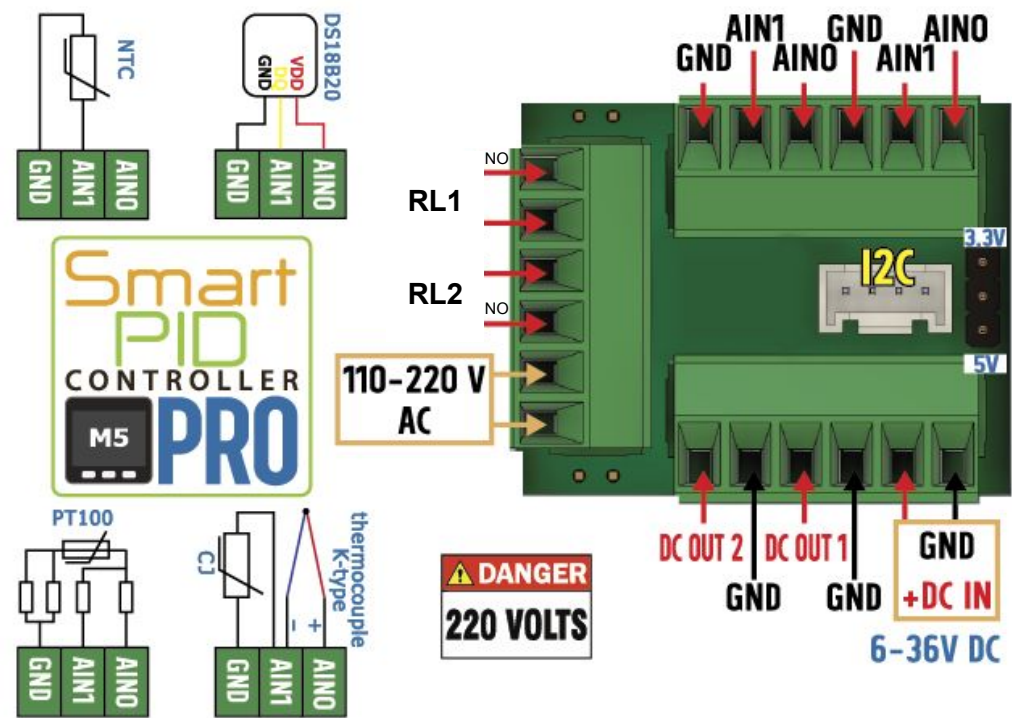 NTC
GND
AIN1
AIN0
DS18B20
GND
DQ
VDD
GND
AIN1
AIN0
Smart
PID
CONTROLLER
M5
PRO
PT100
GND
AIN1
AIN0
CJ
thermocouple
K-type
- +
GND
AIN1
AIN0
GND AIN1 AIN0 GND AIN1 AIN0
NO
RL1
RL2
NO
110-220 V
AC
3.3V
I2C
5V
DC OUT 2
GND
DC OUT 1
GND
GND
+DC IN
6-36V DC
DANGER
220 VOLTS